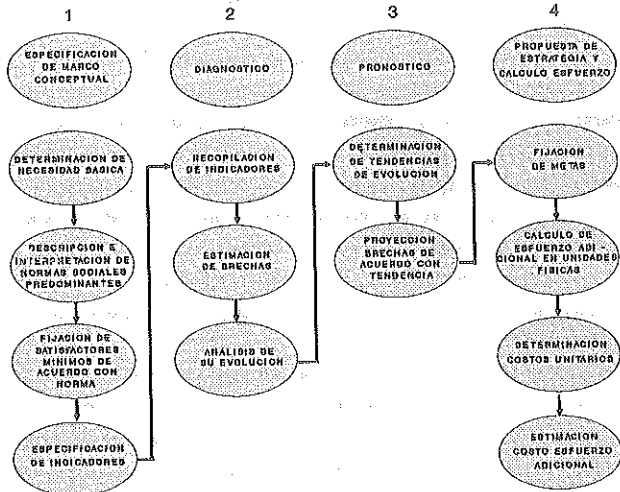 1
ESPECIFICACION
DE MARCO
CONCEPTUAL
DETERMINACION DE
NECESIDAD BASICA
DESCRIPCION E
INTERPRETACION DE
NORMAS SOCIALES
PREDOMINANTES
FIJACION DE
SATISFACTORES
MINIMOS DE
ACUERDO CON
NORMA
ESPECIFICACION
DE INDICADORES
2
DIAGNOSTICO
RECOPILACION
DE INDICADORES
ESTIMACION
DE BRECHAS
ANALISIS DE
SU EVOLUCION
3
PRONOSTICO
DETERMINACION
DE TENDENCIAS
DE EVOLUCION
PROYECCION
BRECHAS DE
ACUERDO CON
TENDENCIA
4
PROPUESTA DE
ESTRATEGIA Y
CALCULO ESFUERZO
FIJACION
DE METAS
CALCULO DE
ESFUERZO ADI-
CIONAL EN UNIDADES
FISICAS
DETERMINACION
COSTOS UNITARIOS
ESTIMACION
COSTO ESFUERZO
ADICIONAL